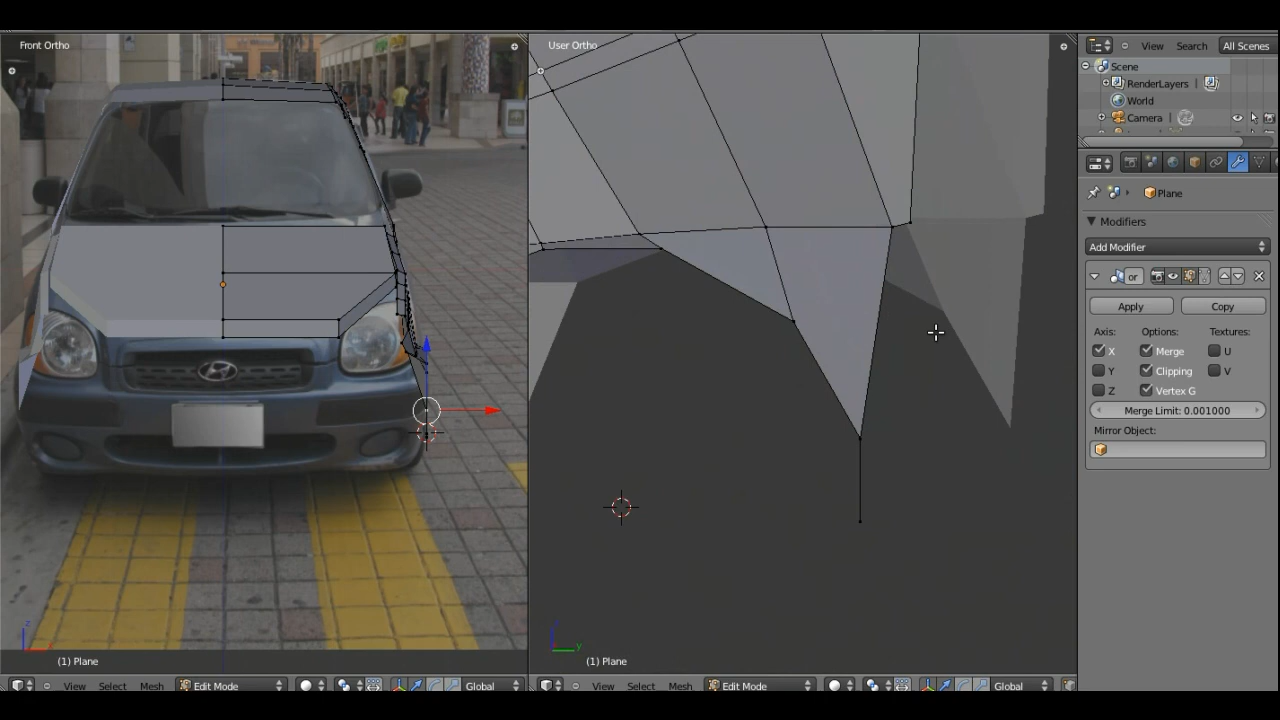 Front Ortho
User Ortho
View Search All Scenes
Scene
RenderLayers
World
Camera
Plane
Modifiers
Add Modifier
or
Apply Copy
Axis: Options: Textures:
X Merge U
Y Clipping V
Z Vertex G
Merge Limit: 0.001000
Mirror Object:
(1) Plane
(1) Plane
View Select Mesh Edit Mode Global
View Select Mesh Edit Mode Global